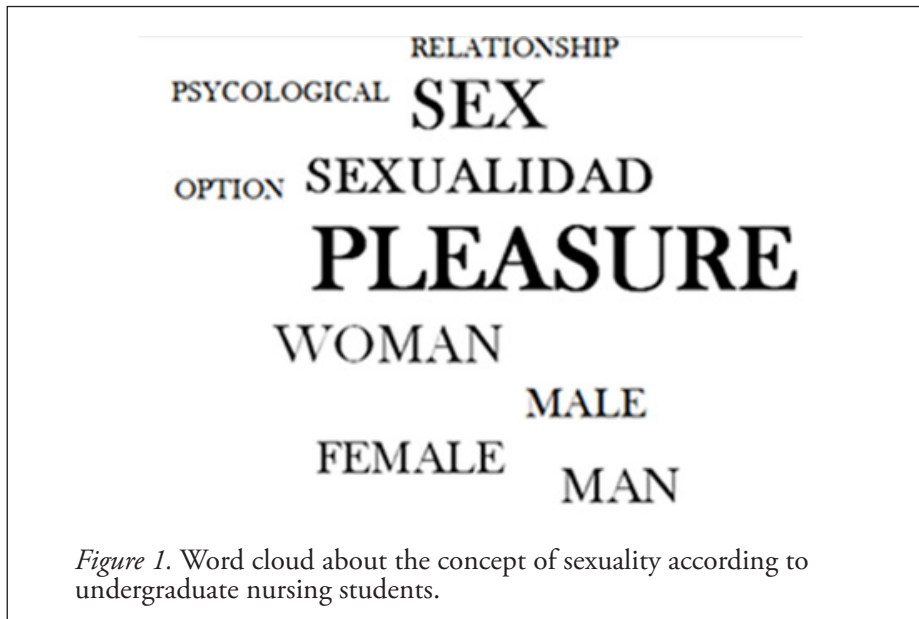 RELATIONSHIP
PSYCOLOGICAL SEX
OPTION SEXUALIDAD
PLEASURE
WOMAN
MALE
FEMALE
MAN
Figure 1. Word cloud about the concept of sexuality according to
undergraduate nursing students.